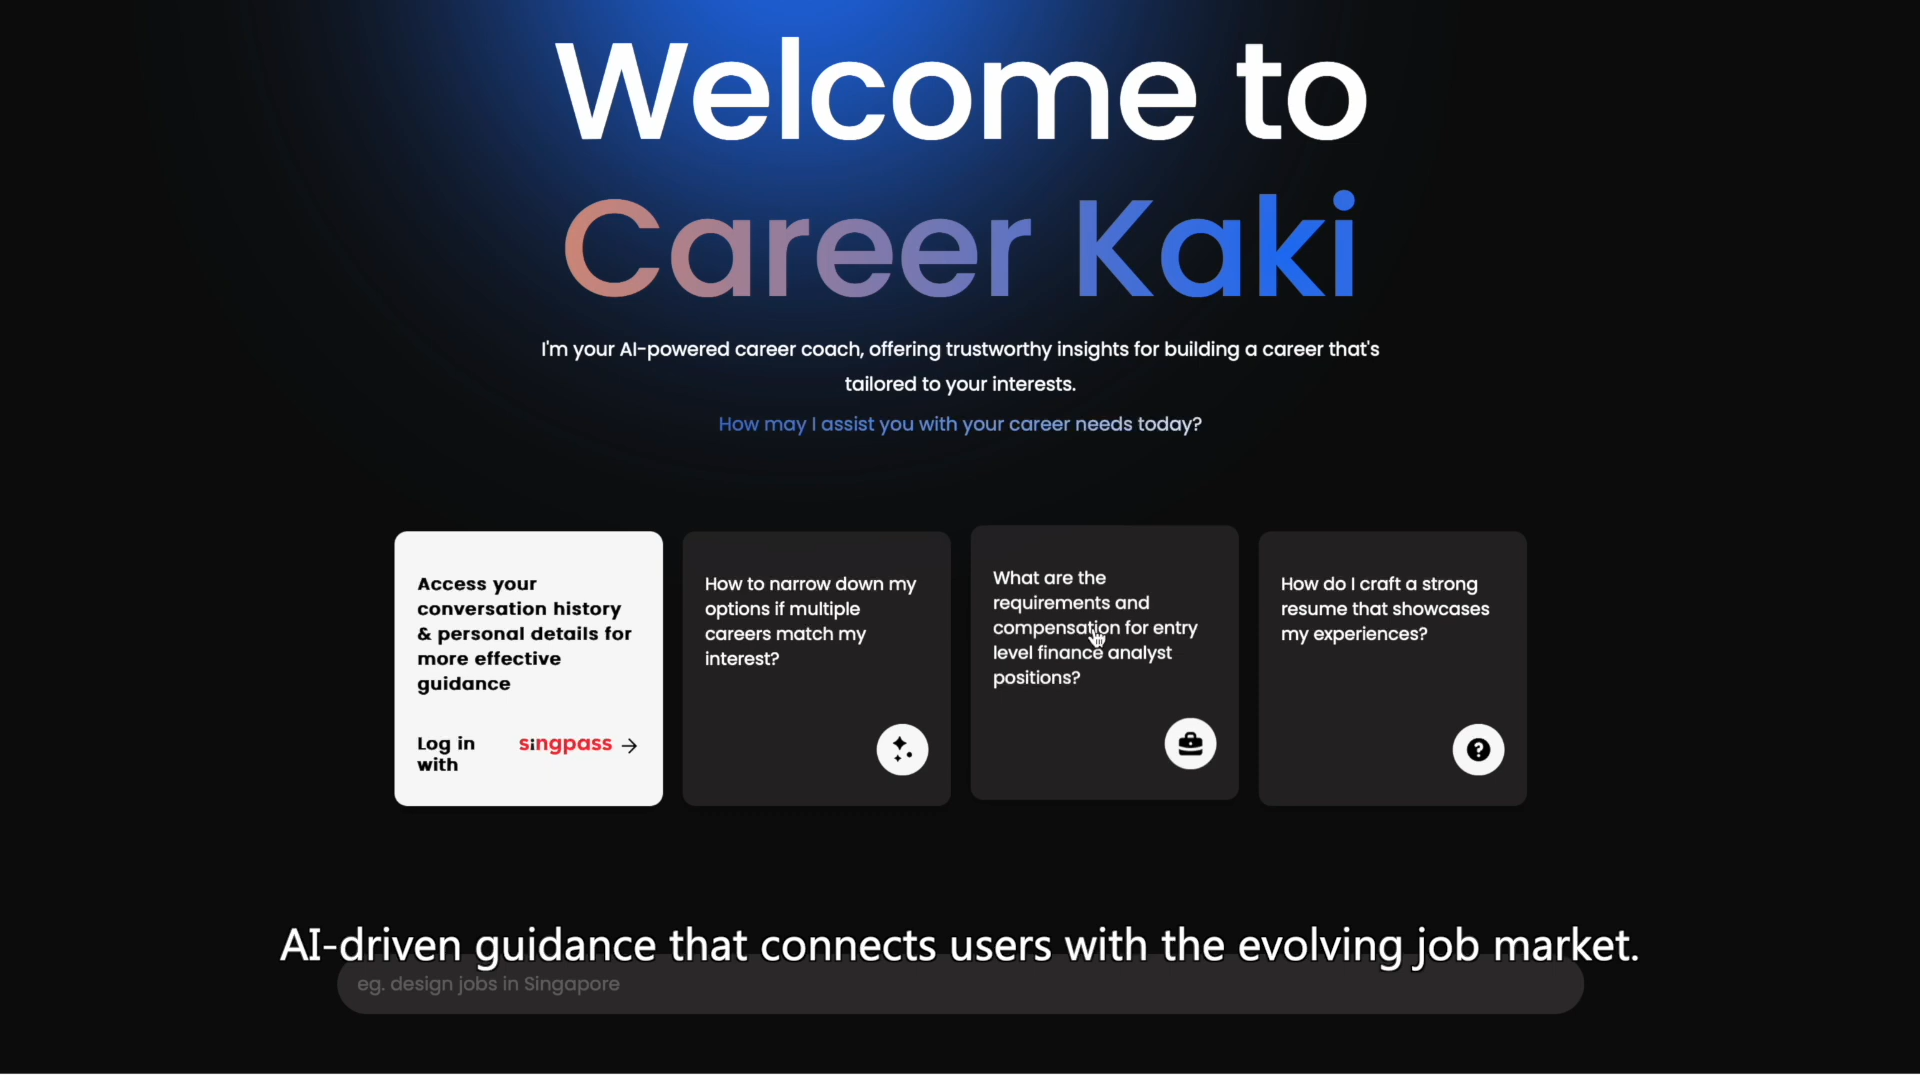 Welcome to
Career Kaki
I'm your AI-powered career coach, offering trustworthy insights for building a career that's
tailored to your interests.
How may I assist you with your career needs today?
Access your
conversation history
& personal details for
more effective
guidance
Log in
with
singpass
How to narrow down my
options if multiple
careers match my
interest?
What are the
requirements and
compensation for entry
level finance analyst
positions?
How do I craft a strong
resume that showcases
my experiences?
AI-driven guidance that connects users with the evolving job market.
eg. design jobs in Singapore